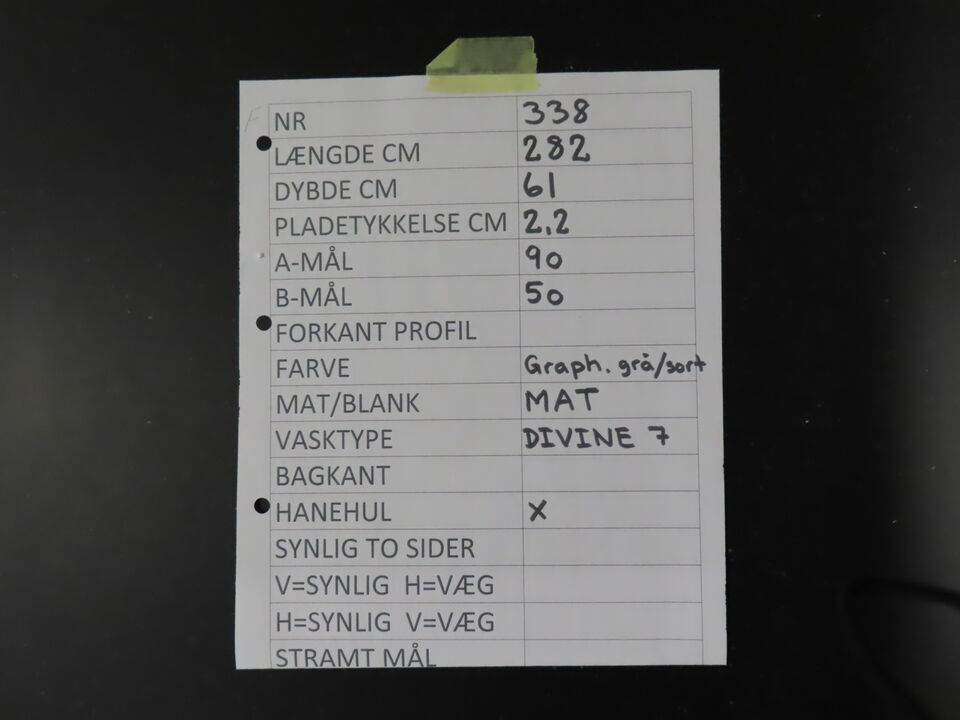 NR 338
LÆNGDE CM 282
DYBDE CM 61
PLADETYKKELSE CM 2,2
A-MÅL 90
B-MÅL 50
FORKANT PROFIL
FARVE Graph. grå/sort
MAT/BLANK MAT
VASKTYPE DIVINE 7
BAGKANT
HANEHUL X
SYNLIG TO SIDER
V=SYNLIG H=VÆG
H=SYNLIG V=VÆG
STRAMT MÅL